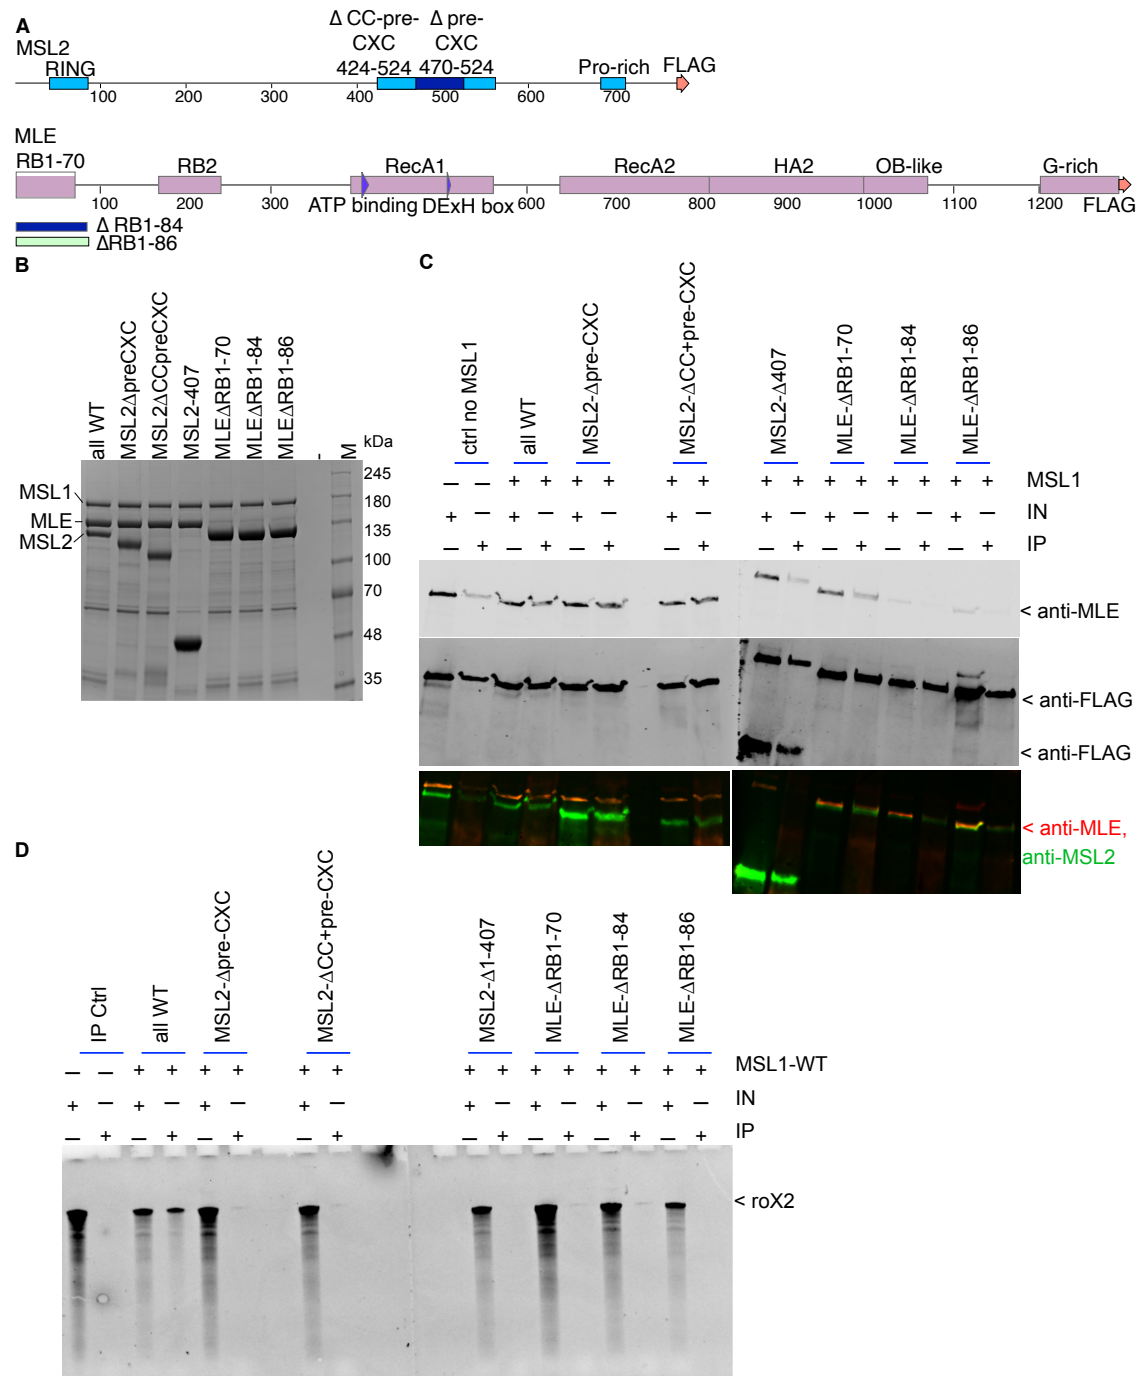 A
MSL2
Δ CC-pre-
CXC
424-524
Δ pre-
CXC
470-524
RING
Pro-rich
FLAG
100 200 300 400 500 600 700
MLE
RB1-70
RB2
RecA1
RecA2
HA2
OB-like
G-rich
100 200 300 ATP binding DExH box 600 700 800 900 1000 1100 1200 FLAG
Δ RB1-84
ΔRB1-86
B
all WT
MSL2ΔpreCXC
MSL2ΔCCpreCXC
MSL2-407
MLEΔRB1-70
MLEΔRB1-84
MLEΔRB1-86
-
M
kDa
MSL1
MLE
MSL2
245
180
135
100
70
48
35
C
ctrl no MSL1
all WT
MSL2-Δpre-CXC
MSL2-ΔCC+pre-CXC
MSL2-Δ407
MLE-ΔRB1-70
MLE-ΔRB1-84
MLE-ΔRB1-86
— — + + + + + + + + + + + + + + MSL1
+ — + — + — + — + — + — + — + — IN
— + — + — + — + — + — + — + — + IP
< anti-MLE
< anti-FLAG
< anti-FLAG
< anti-MLE,
anti-MSL2
D
IP Ctrl
all WT
MSL2-Δpre-CXC
MSL2-ΔCC+pre-CXC
MSL2-Δ1-407
MLE-ΔRB1-70
MLE-ΔRB1-84
MLE-ΔRB1-86
— — + + + + + + + + + + + + + + MSL1-WT
+ — + — + — + — + — + — + — + — IN
— + — + — + — + — + — + — + — + IP
< roX2